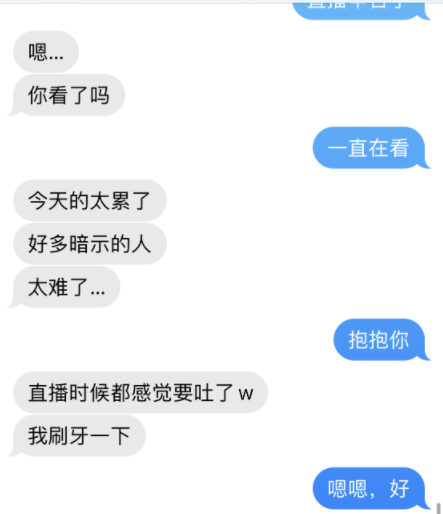 嗯...
你看了吗
一直在看
今天的太累了
好多暗示的人
太难了...
抱抱你
直播时候都感觉要吐了w
我刷牙一下
嗯嗯，好